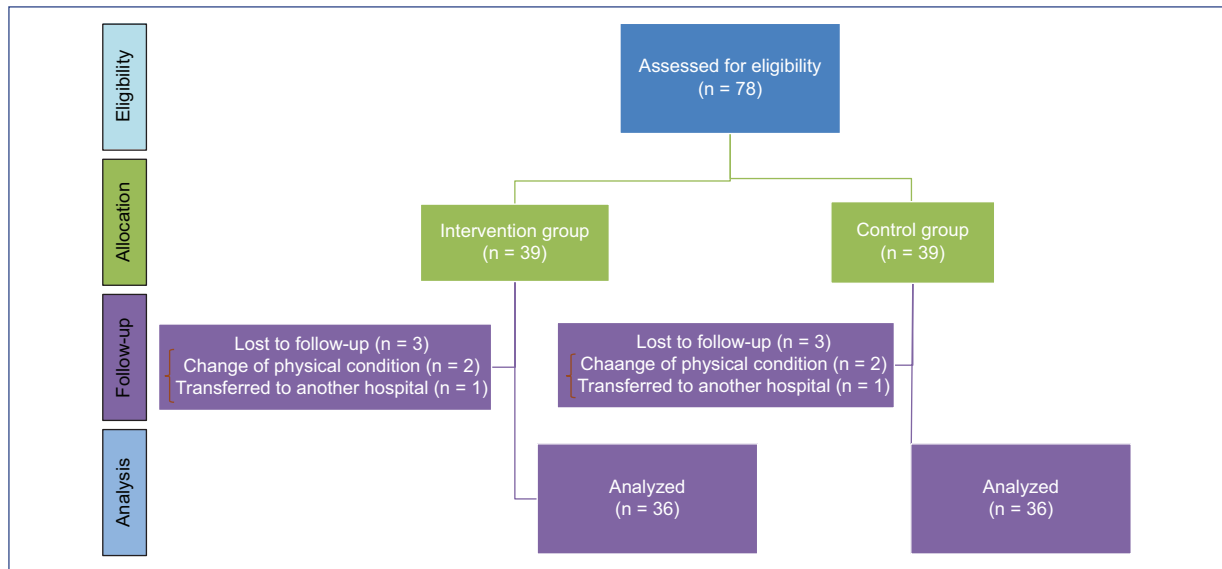 Eligibility
Assessed for eligibility
(n = 78)
Allocation
Intervention group
(n = 39)
Control group
(n = 39)
Follow-up
Lost to follow-up (n = 3)
Change of physical condition (n = 2)
Transferred to another hospital (n = 1)
Lost to follow-up (n = 3)
Chaange of physical condition (n = 2)
Transferred to another hospital (n = 1)
Analysis
Analyzed
(n = 36)
Analyzed
(n = 36)